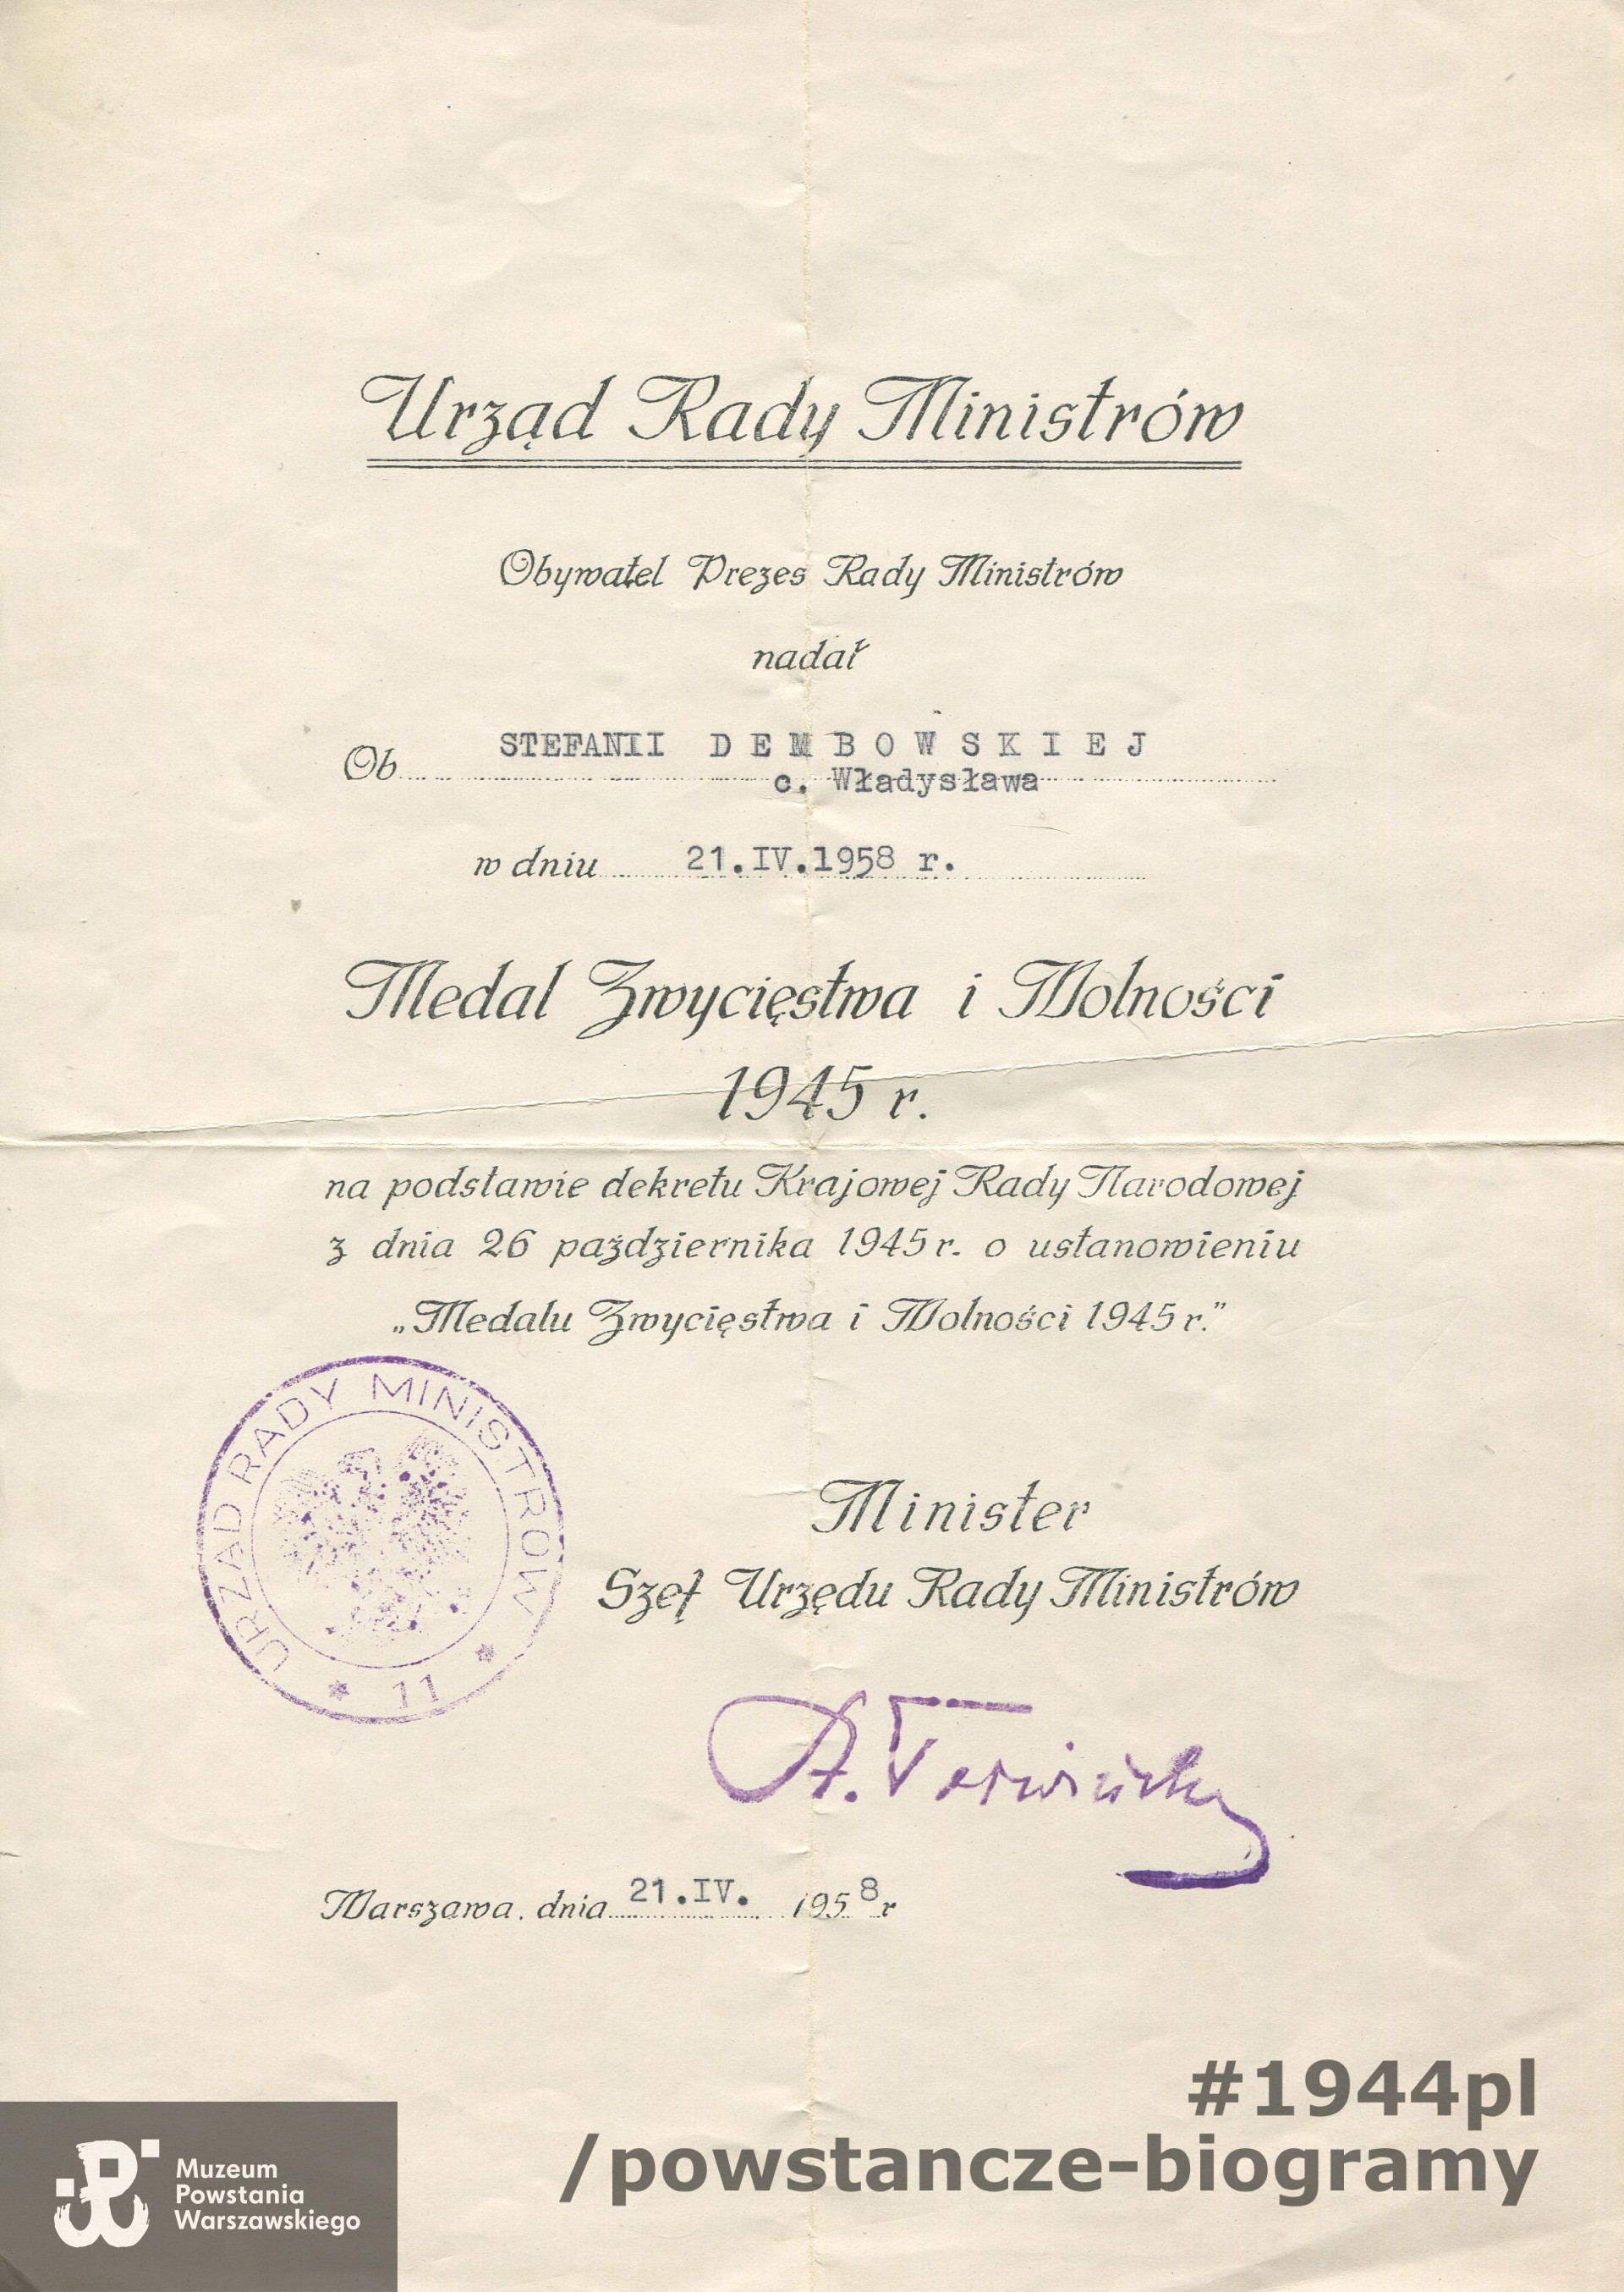 Urząd Rady Ministrów
Obywatel Prezes Rady Ministrów
nadał
Ob. STEFANII DEMBOWSKIEJ
c. Władysława
w dniu 21.IV.1958 r.
Medal Zwycięstwa i Wolności
1945 r.
na podstawie dekretu Krajowej Rady Narodowej
z dnia 26 października 1945 r. o ustanowieniu
„Medalu Zwycięstwa i Wolności 1945 r."
URZĄD RADY MINISTRÓW
* 11 *
Minister
Szef Urzędu Rady Ministrów
Warszawa, dnia 21.IV. 1958 r
#1944pl
/powstancze-biogramy
Muzeum
Powstania
Warszawskiego